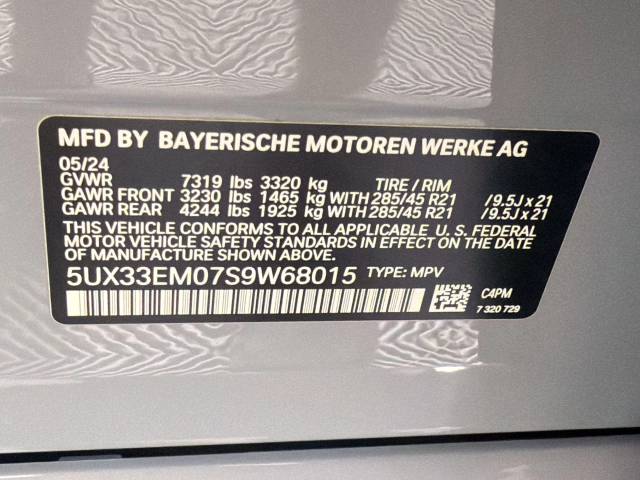 MFD BY BAYERISCHE MOTOREN WERKE AG
05/24
GVWR 7319 lbs 3320 kg TIRE / RIM
GAWR FRONT 3230 lbs 1465 kg WITH 285/45 R21 /9.5J x 21
GAWR REAR 4244 lbs 1925 kg WITH 285/45 R21 /9.5J x 21
THIS VEHICLE CONFORMS TO ALL APPLICABLE U. S. FEDERAL
MOTOR VEHICLE SAFETY STANDARDS IN EFFECT ON THE DATE
OF MANUFACTURE SHOWN ABOVE.
5UX33EM07S9W68015 TYPE: MPV
C4PM
7 320 729